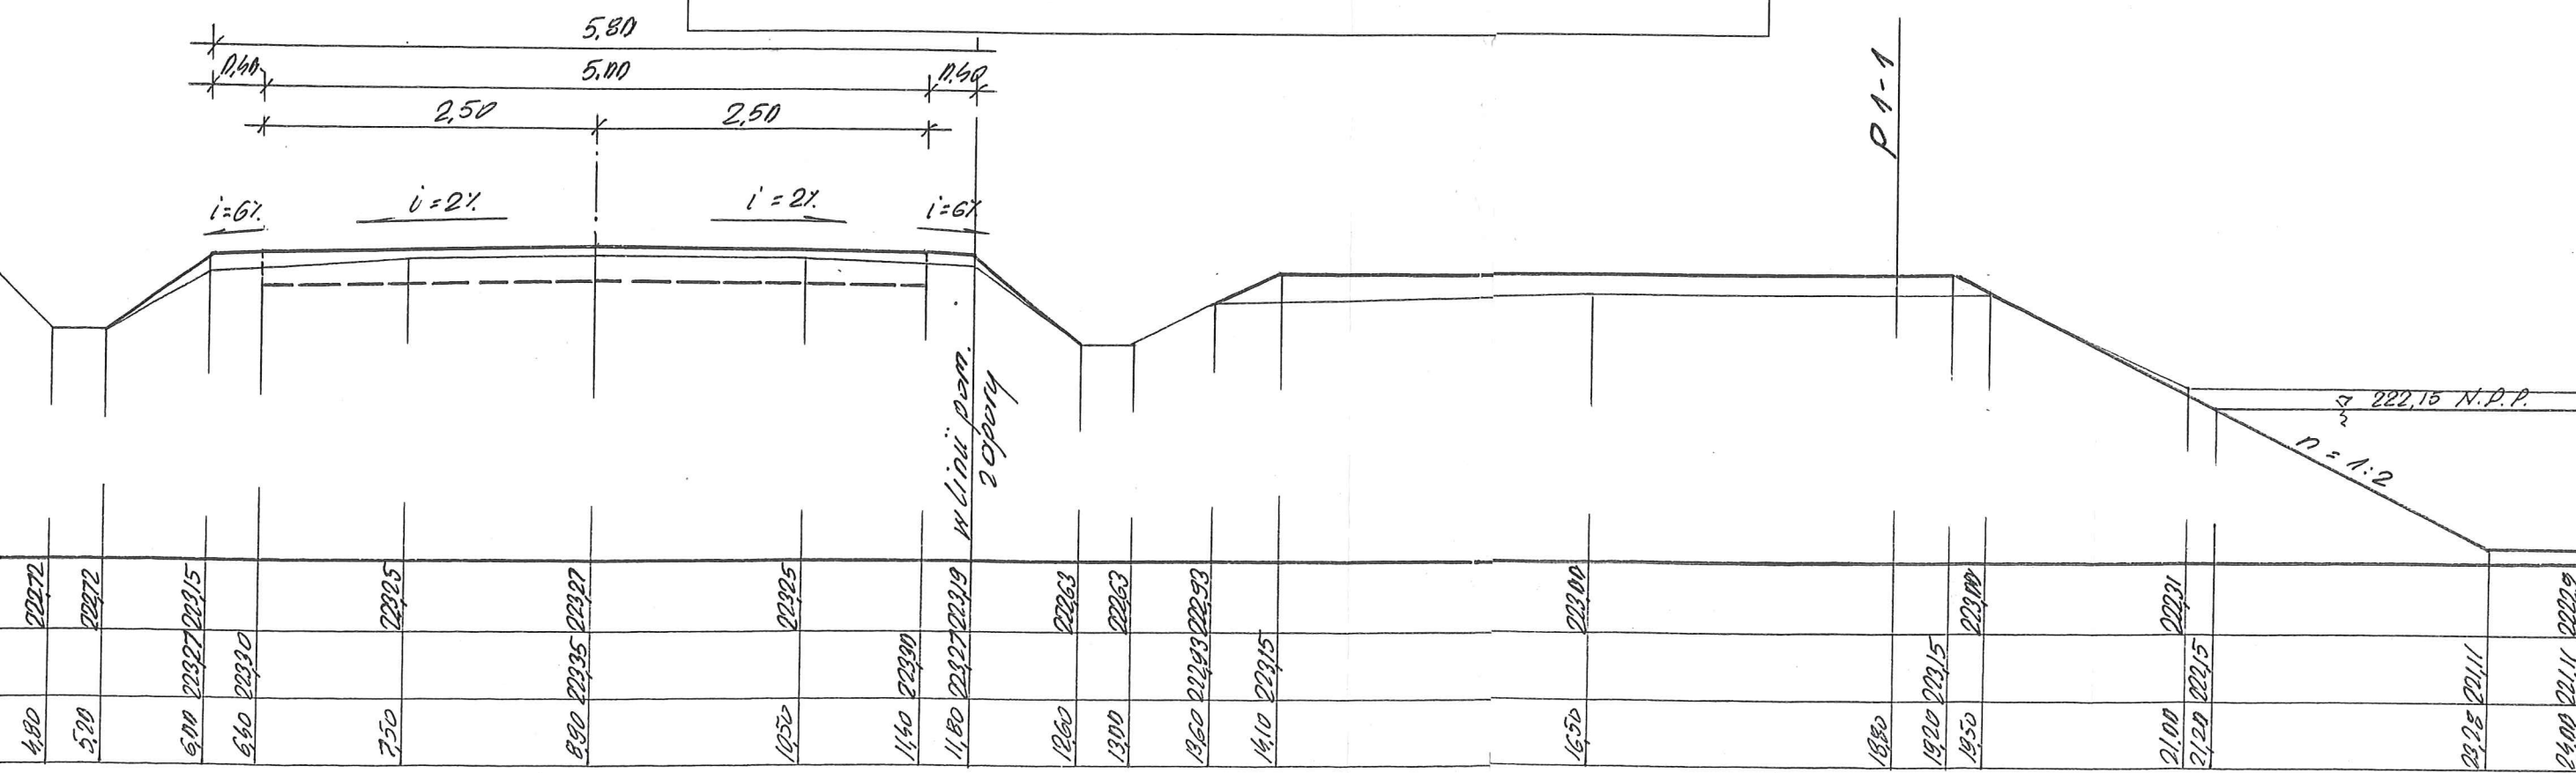 5,80
0,40 5,00 0,40
2,50 2,50
P 1-1
i=6% i=2% i=2% i=6%
w linii pom.
zapory
222,15 N.P.P.
n = 1:2
222,72 222,72 223,15 223,25 223,27 223,25 223,19 222,63 222,63 222,93 223,00 223,00 222,31
223,27 223,30 223,35 223,30 223,27 222,93 223,15 223,15 222,15 221,11 221,11
4,80 5,20 6,00 6,40 7,50 8,90 10,50 11,40 11,80 12,60 13,00 13,60 14,10 16,50 18,80 19,20 19,50 21,00 21,20 23,28 24,00